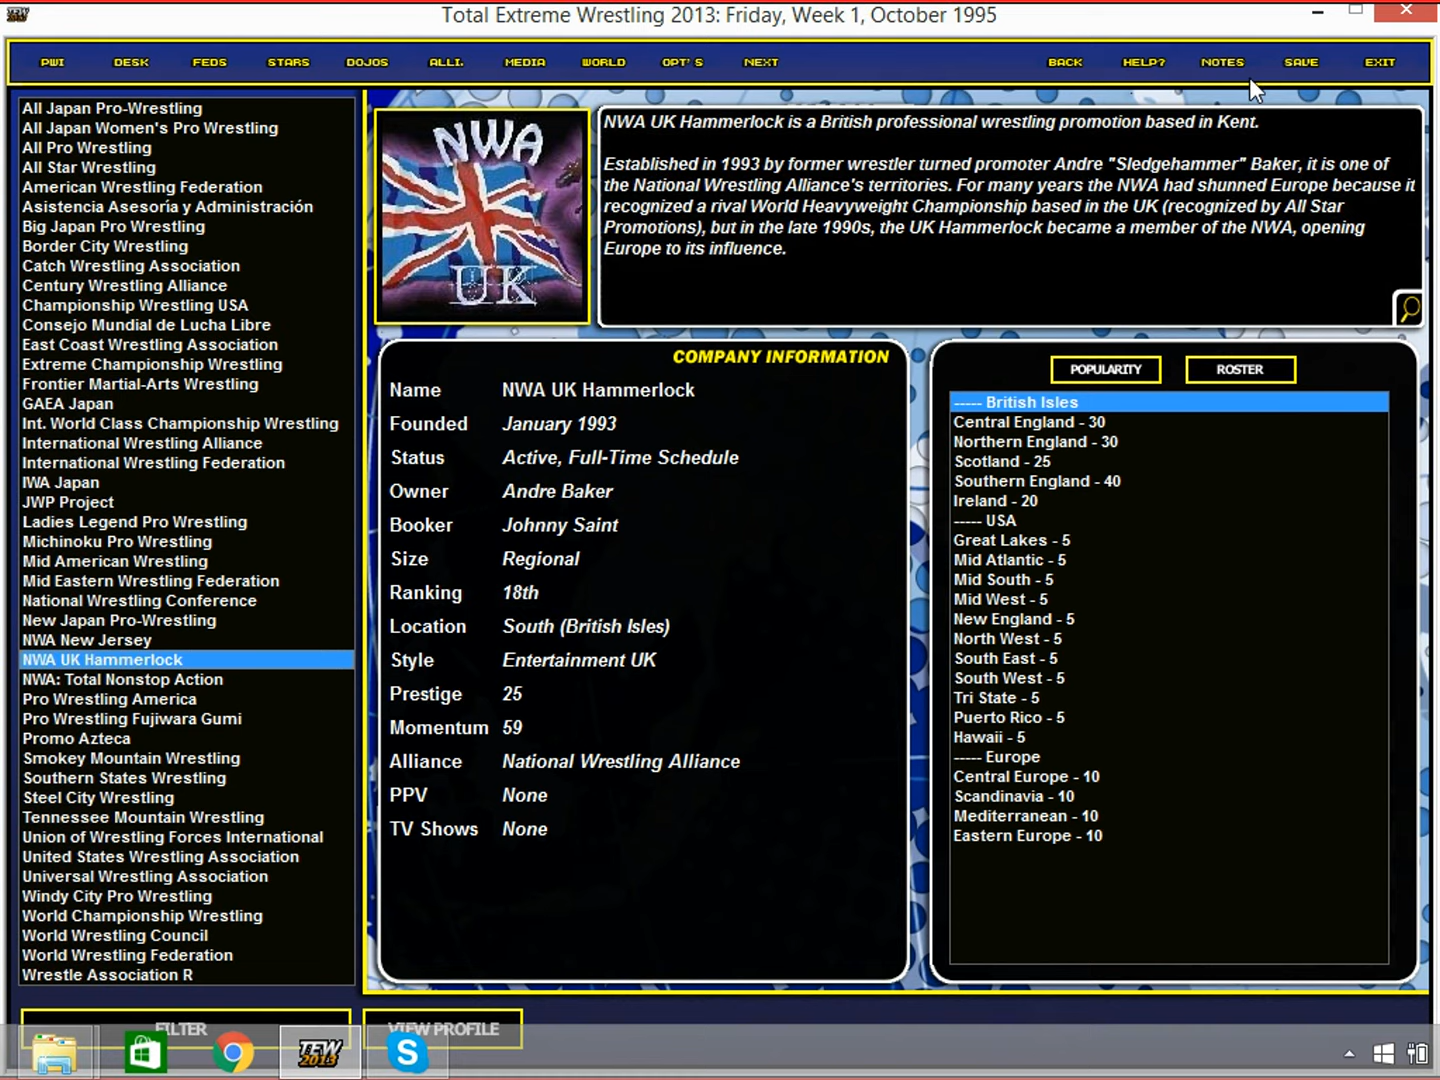 Total Extreme Wrestling 2013: Friday, Week 1, October 1995
PWI DESK FEDS STARS DOJOS ALLI. MEDIA WORLD OPT'S NEXT BACK HELP? NOTES SAVE EXIT
All Japan Pro-Wrestling
All Japan Women's Pro Wrestling
All Pro Wrestling
All Star Wrestling
American Wrestling Federation
Asistencia Asesoría y Administración
Big Japan Pro Wrestling
Border City Wrestling
Catch Wrestling Association
Century Wrestling Alliance
Championship Wrestling USA
Consejo Mundial de Lucha Libre
East Coast Wrestling Association
Extreme Championship Wrestling
Frontier Martial-Arts Wrestling
GAEA Japan
Int. World Class Championship Wrestling
International Wrestling Alliance
International Wrestling Federation
IWA Japan
JWP Project
Ladies Legend Pro Wrestling
Michinoku Pro Wrestling
Mid American Wrestling
Mid Eastern Wrestling Federation
National Wrestling Conference
New Japan Pro-Wrestling
NWA New Jersey
NWA UK Hammerlock
NWA: Total Nonstop Action
Pro Wrestling America
Pro Wrestling Fujiwara Gumi
Promo Azteca
Smokey Mountain Wrestling
Southern States Wrestling
Steel City Wrestling
Tennessee Mountain Wrestling
Union of Wrestling Forces International
United States Wrestling Association
Universal Wrestling Association
Windy City Pro Wrestling
World Championship Wrestling
World Wrestling Council
World Wrestling Federation
Wrestle Association R
FILTER
NWA
UK
NWA UK Hammerlock is a British professional wrestling promotion based in Kent.
Established in 1993 by former wrestler turned promoter Andre "Sledgehammer" Baker, it is one of
the National Wrestling Alliance's territories. For many years the NWA had shunned Europe because it
recognized a rival World Heavyweight Championship based in the UK (recognized by All Star
Promotions), but in the late 1990s, the UK Hammerlock became a member of the NWA, opening
Europe to its influence.
COMPANY INFORMATION
Name NWA UK Hammerlock
Founded January 1993
Status Active, Full-Time Schedule
Owner Andre Baker
Booker Johnny Saint
Size Regional
Ranking 18th
Location South (British Isles)
Style Entertainment UK
Prestige 25
Momentum 59
Alliance National Wrestling Alliance
PPV None
TV Shows None
POPULARITY ROSTER
----- British Isles
Central England - 30
Northern England - 30
Scotland - 25
Southern England - 40
Ireland - 20
----- USA
Great Lakes - 5
Mid Atlantic - 5
Mid South - 5
Mid West - 5
New England - 5
North West - 5
South East - 5
South West - 5
Tri State - 5
Puerto Rico - 5
Hawaii - 5
----- Europe
Central Europe - 10
Scandinavia - 10
Mediterranean - 10
Eastern Europe - 10
VIEW PROFILE
TEW
2013
S